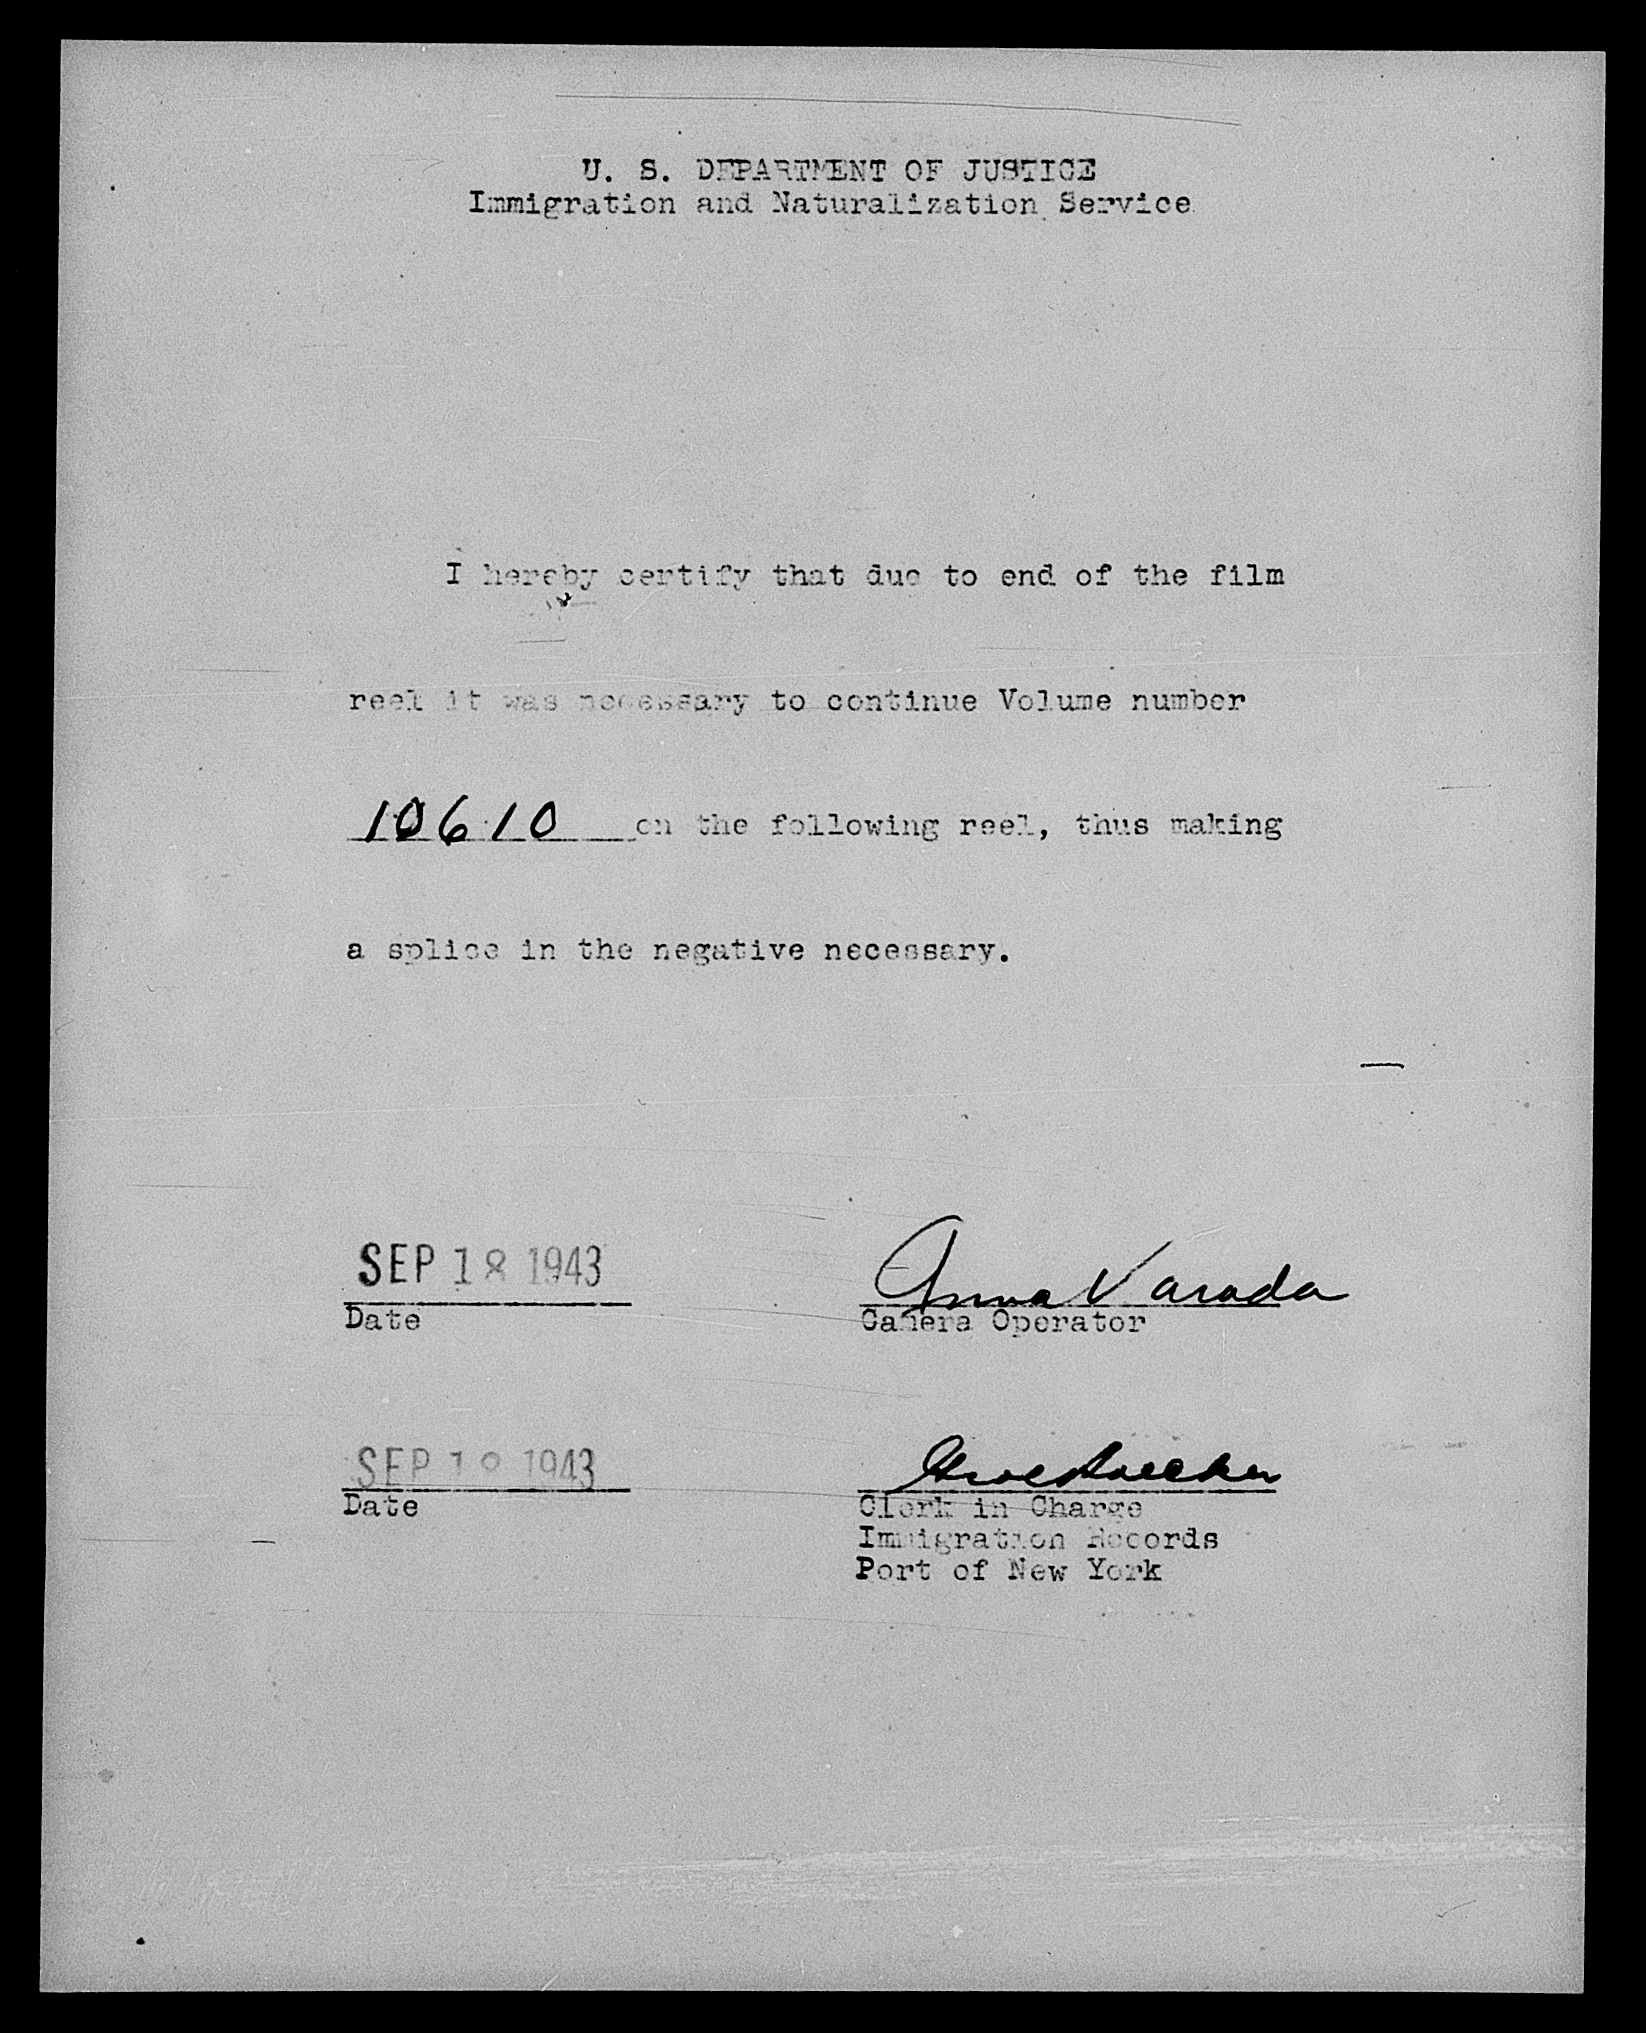 U. S. DEPARTMENT OF JUSTICE
Immigration and Naturalization Service
I hereby certify that due to end of the film
reel it was necessary to continue Volume number
10610 on the following reel, thus making
a splice in the negative necessary.
SEP 18 1943
Anna Varada
Date
Camera Operator
SEP 18 1943
Date
Clerk in Charge
Immigration Records
Port of New York